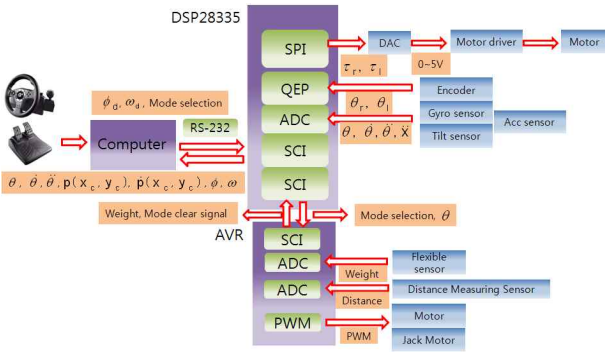 DSP28335
SPI
DAC
Motor driver
Motor
τr, τl
0~5V
QEP
Encoder
θr, θl
ADC
Gyro sensor
Acc sensor
Tilt sensor
θ, θ̇, θ̈, Ẍ
ϕd, ωd, Mode selection
RS-232
Computer
SCI
SCI
θ, θ̇, θ̈, p(xc, yc), ṗ(xc, yc), ϕ, ω
Weight, Mode clear signal
Mode selection, θ
AVR
SCI
ADC
Flexible
sensor
Weight
ADC
Distance Measuring Sensor
Distance
PWM
Motor
PWM
Jack Motor